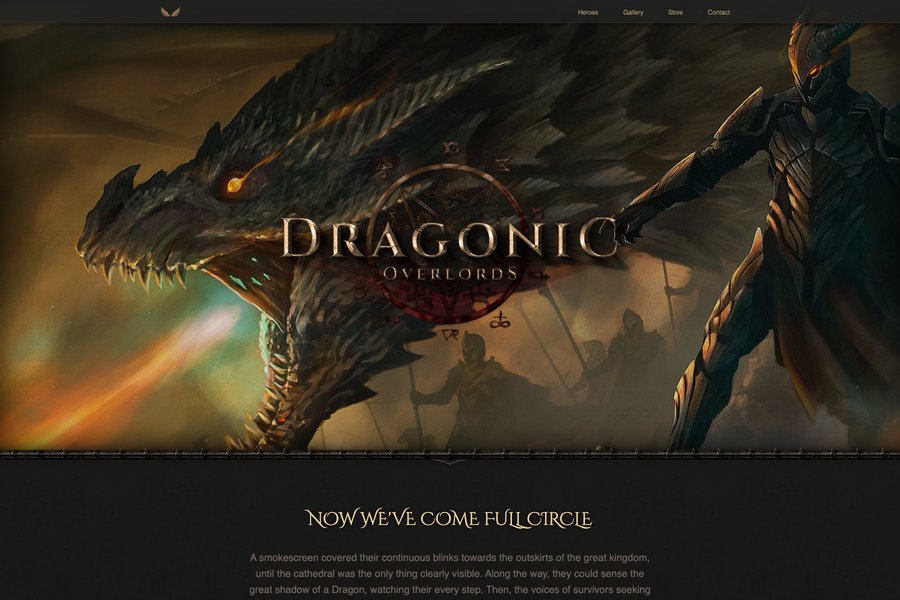 Heroes Gallery Store Contact
DRAGONIC
OVERLORDS
NOW WE'VE COME FULL CIRCLE
A smokescreen covered their continuous blinks towards the outskirts of the great kingdom,
until the cathedral was the only thing clearly visible. Along the way, they could sense the
great shadow of a Dragon, watching their every step. Then, the voices of survivors seeking